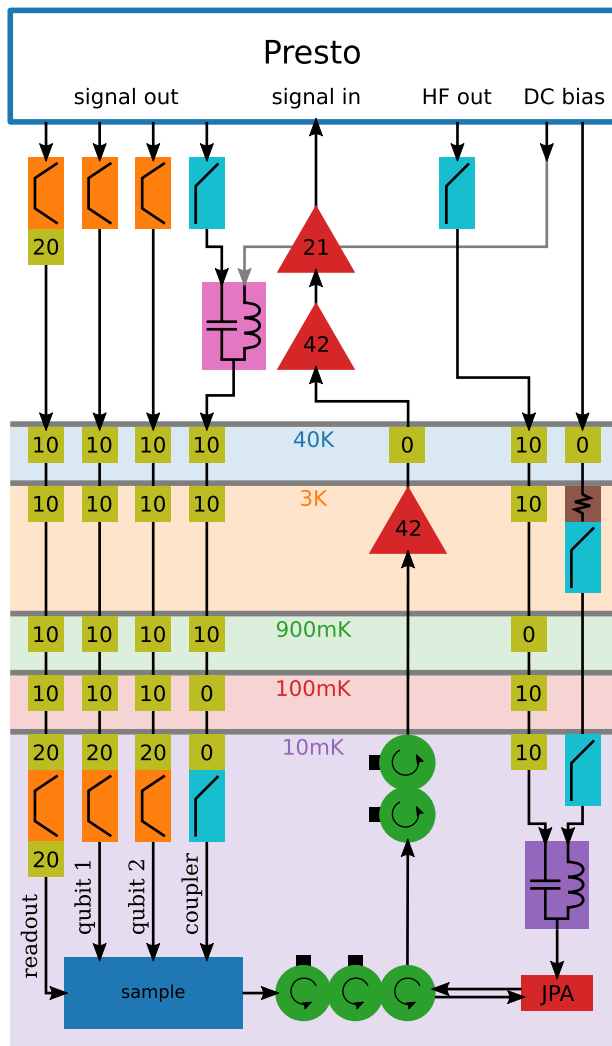 Presto
signal out signal in HF out DC bias
20 21
42
10 10 10 10 40K 0 10 0
10 10 10 10 3K 10
42
10 10 10 10 900mK 0
10 10 10 0 100mK 10
20 20 20 0 10mK 10
20
readout
qubit 1
qubit 2
coupler
sample
JPA